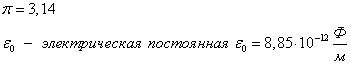 π = 3,14
ε₀ − электрическая постоянная ε₀ = 8,85·10⁻¹² Ф/м